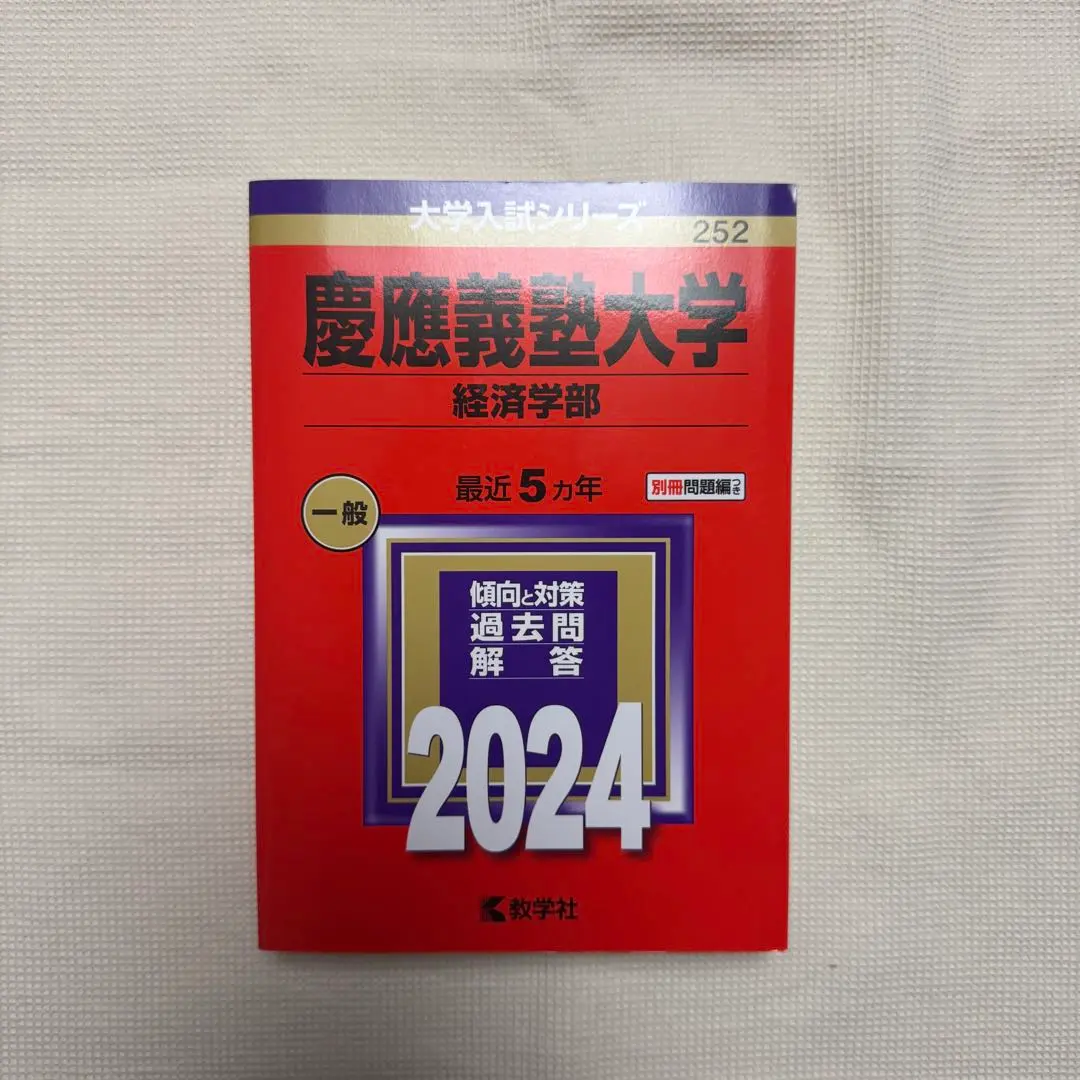 大学入試シリーズ
252
慶應義塾大学
経済学部
最近5カ年
別冊問題編つき
一般
傾向と対策
過去問
解答
2024
教学社